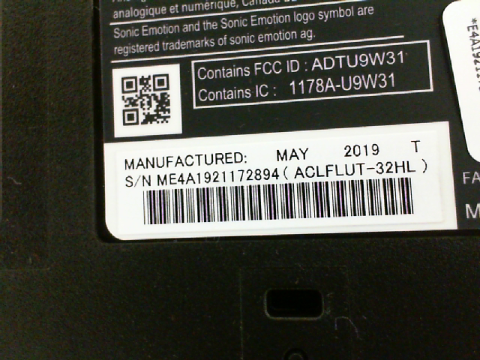 analogique et numérique, Canada
Sonic Emotion and the Sonic Emotion logo symbol are
registered trademarks of sonic emotion ag.
Contains FCC ID : ADTU9W31
Contains IC : 1178A-U9W31
MANUFACTURED: MAY 2019 T
S/N ME4A1921172894(ACLFLUT-32HL)
FA
M